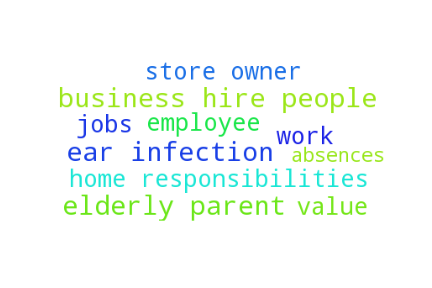 store owner
business hire people
jobs employee work
ear infection absences
home responsibilities
elderly parent value